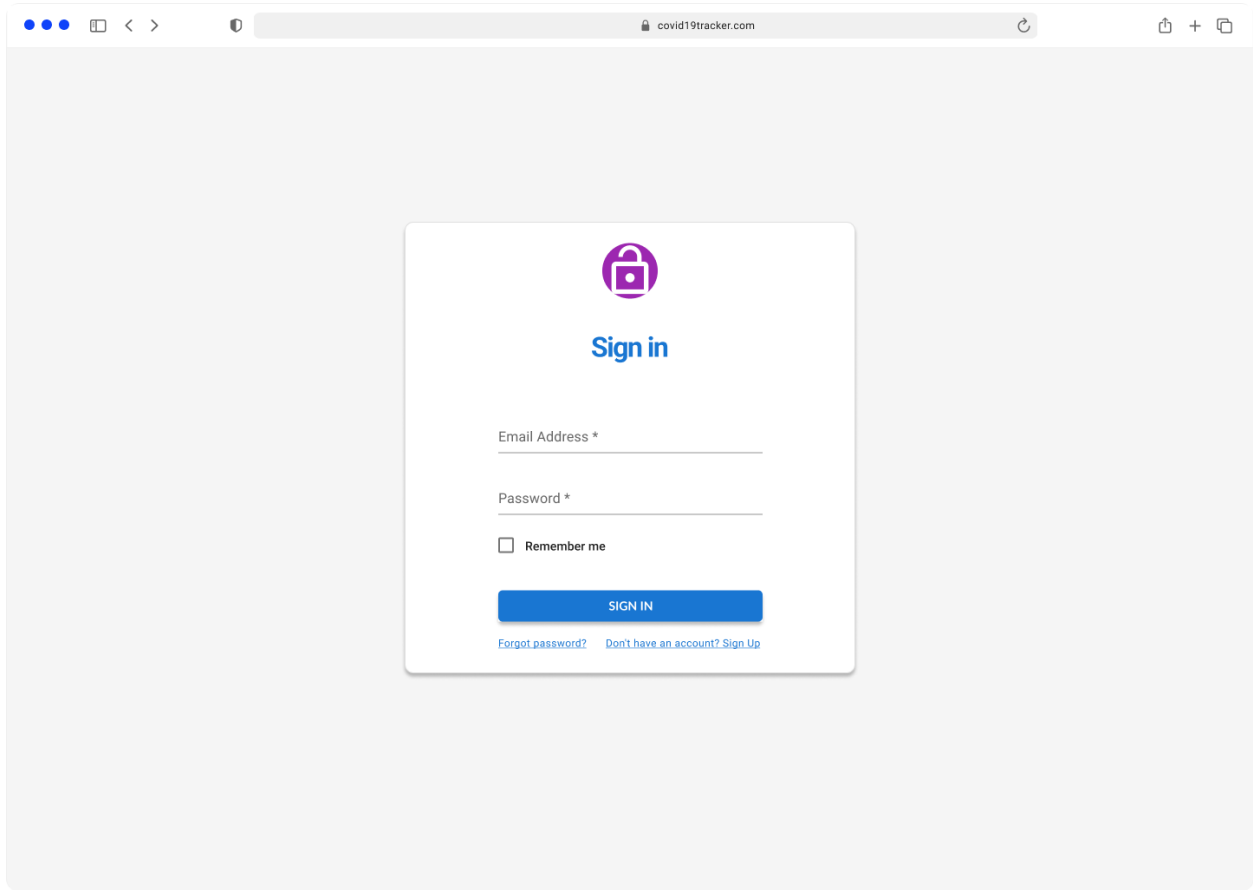 covid19tracker.com
Sign in
Email Address *
Password *
Remember me
SIGN IN
Forgot password? Don't have an account? Sign Up